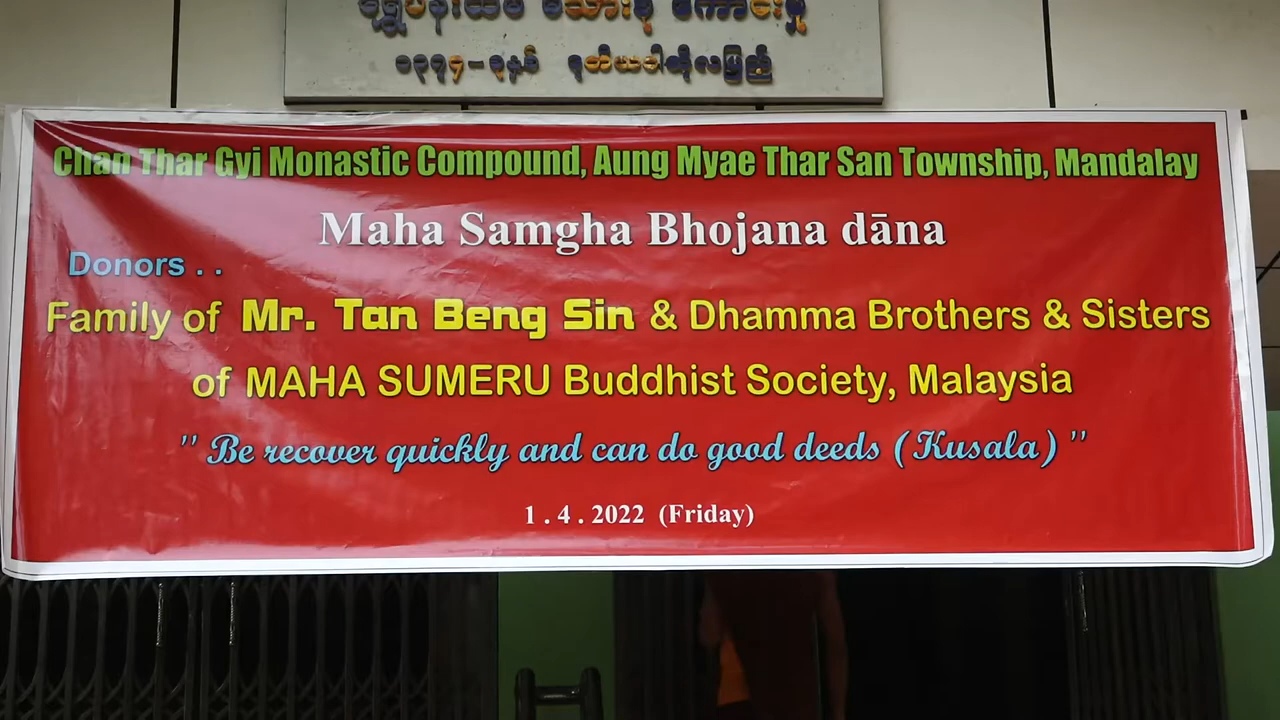 Chan Thar Gyi Monastic Compound, Aung Myae Thar San Township, Mandalay
Maha Samgha Bhojana dāna
Donors . .
Family of Mr. Tan Beng Sin & Dhamma Brothers & Sisters
of MAHA SUMERU Buddhist Society, Malaysia
" Be recover quickly and can do good deeds (Kusala) "
1 . 4 . 2022 (Friday)